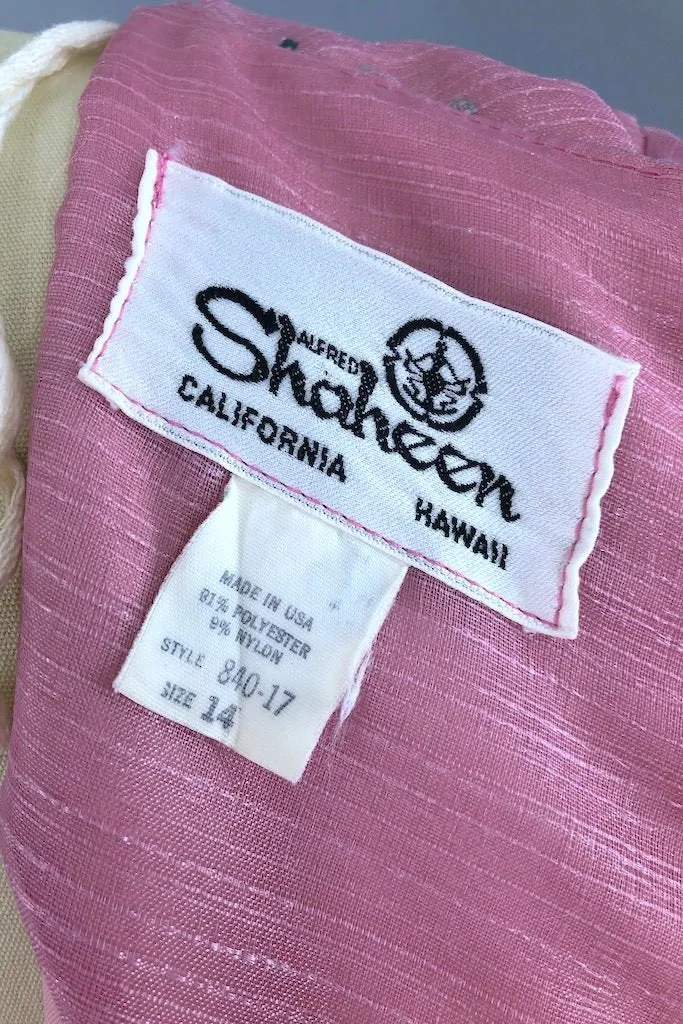 ALFRED
Shaheen
CALIFORNIA
HAWAII
MADE IN USA
91% POLYESTER
9% NYLON
STYLE 840-17
SIZE 14